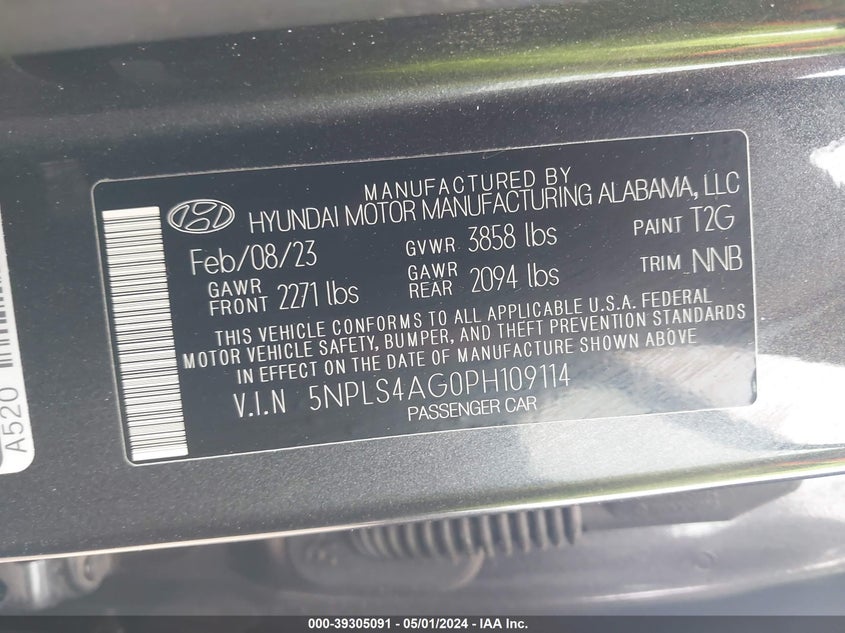 MANUFACTURED BY
HYUNDAI MOTOR MANUFACTURING ALABAMA, LLC
Feb/08/23 GVWR 3858 lbs PAINT T2G
GAWR FRONT 2271 lbs GAWR REAR 2094 lbs TRIM NNB
THIS VEHICLE CONFORMS TO ALL APPLICABLE U.S.A. FEDERAL
MOTOR VEHICLE SAFETY, BUMPER, AND THEFT PREVENTION STANDARDS
IN EFFECT ON THE DATE OF MANUFACTURE SHOWN ABOVE
V.I.N 5NPLS4AG0PH109114
PASSENGER CAR
A520
000-39305091 - 05/01/2024 - IAA Inc.